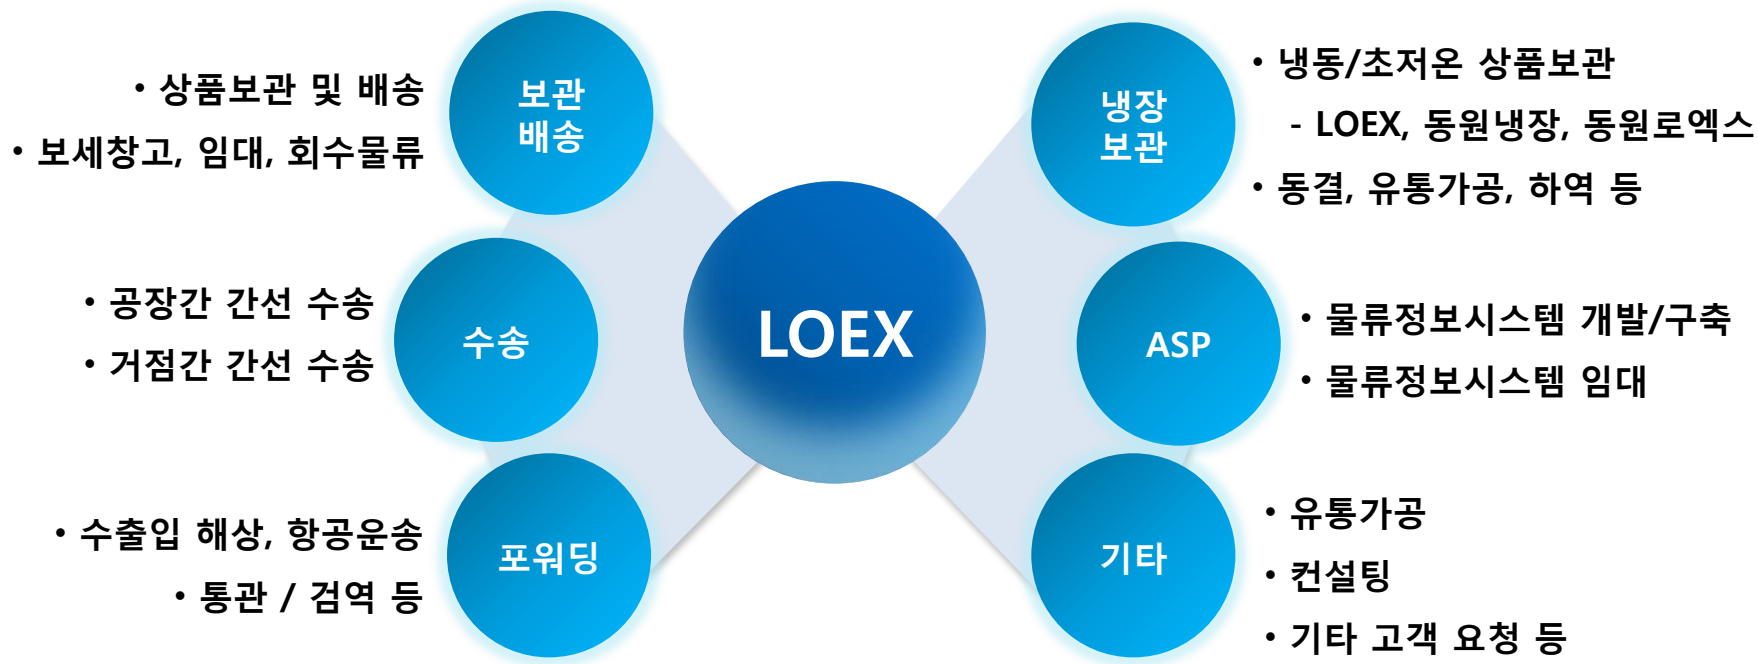 • 상품보관 및 배송
• 보세창고, 임대, 회수물류
보관
배송
• 공장간 간선 수송
• 거점간 간선 수송
수송
• 수출입 해상, 항공운송
• 통관 / 검역 등
포워딩
LOEX
냉장
보관
• 냉동/초저온 상품보관
- LOEX, 동원냉장, 동원로엑스
• 동결, 유통가공, 하역 등
ASP
• 물류정보시스템 개발/구축
• 물류정보시스템 임대
기타
• 유통가공
• 컨설팅
• 기타 고객 요청 등